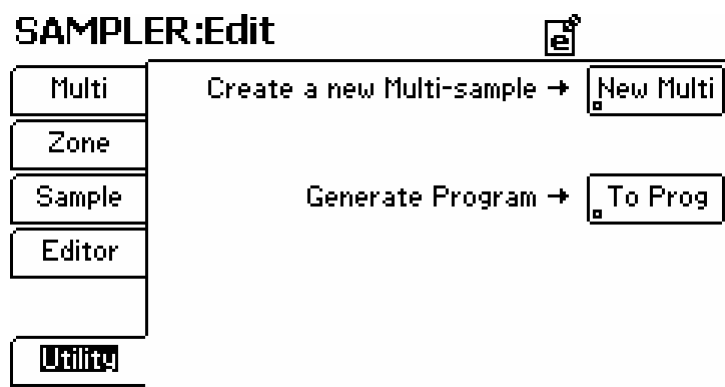 SAMPLER:Edit
Multi
Create a new Multi-sample → New Multi
Zone
Sample
Generate Program → To Prog
Editor
Utility